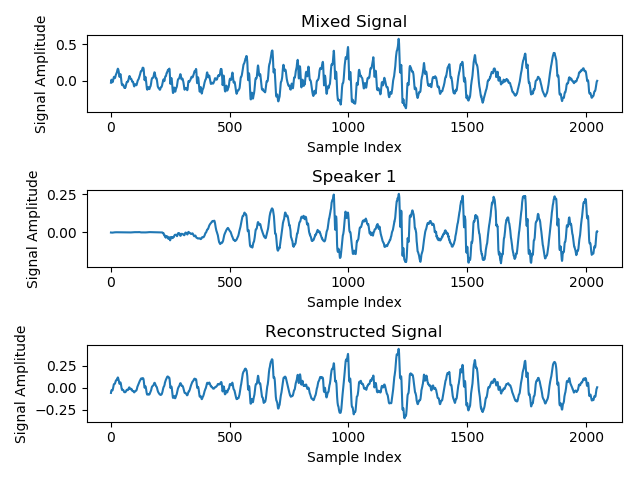 Mixed Signal
Signal Amplitude
0.5
0.0
0
500
1000
1500
2000
Sample Index
Speaker 1
Signal Amplitude
0.25
0.00
0
500
1000
1500
2000
Sample Index
Reconstructed Signal
Signal Amplitude
0.25
0.00
−0.25
0
500
1000
1500
2000
Sample Index